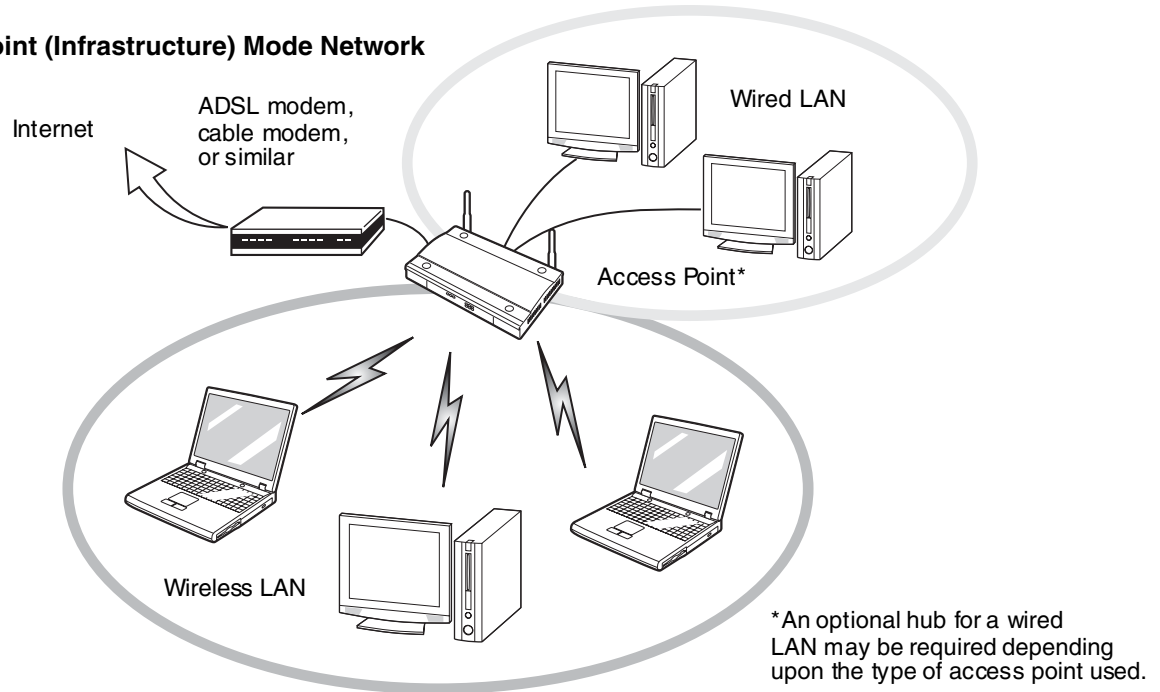 oint (Infrastructure) Mode Network
Internet
ADSL modem,
cable modem,
or similar
Wired LAN
Access Point*
Wireless LAN
*An optional hub for a wired
LAN may be required depending
upon the type of access point used.